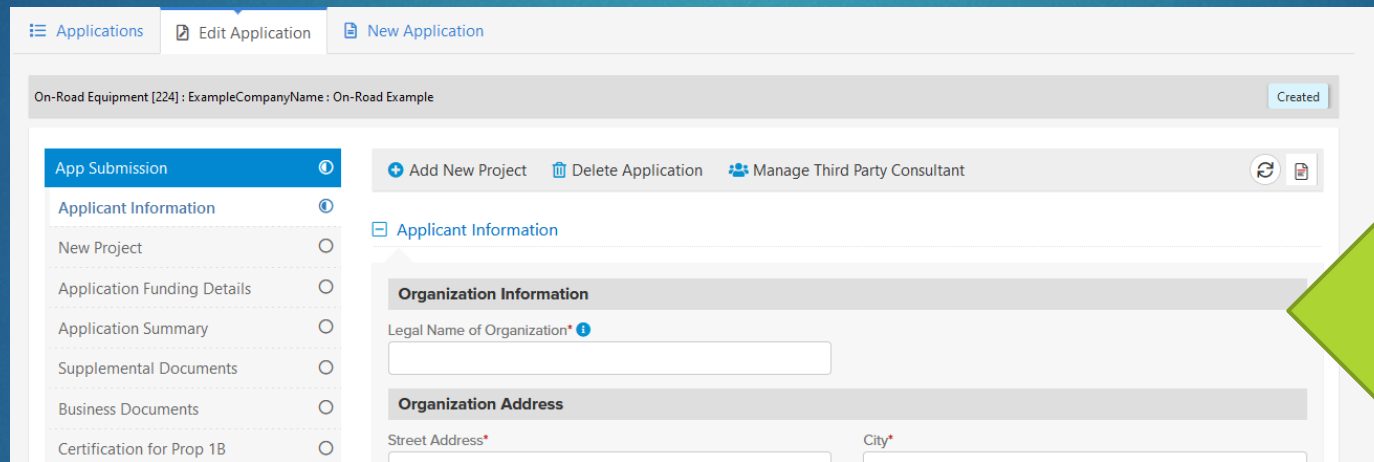 Applications
Edit Application
New Application
On-Road Equipment [224] : ExampleCompanyName : On-Road Example
Created
App Submission
Applicant Information
New Project
Application Funding Details
Application Summary
Supplemental Documents
Business Documents
Certification for Prop 1B
Add New Project
Delete Application
Manage Third Party Consultant
Applicant Information
Organization Information
Legal Name of Organization*
Organization Address
Street Address*
City*